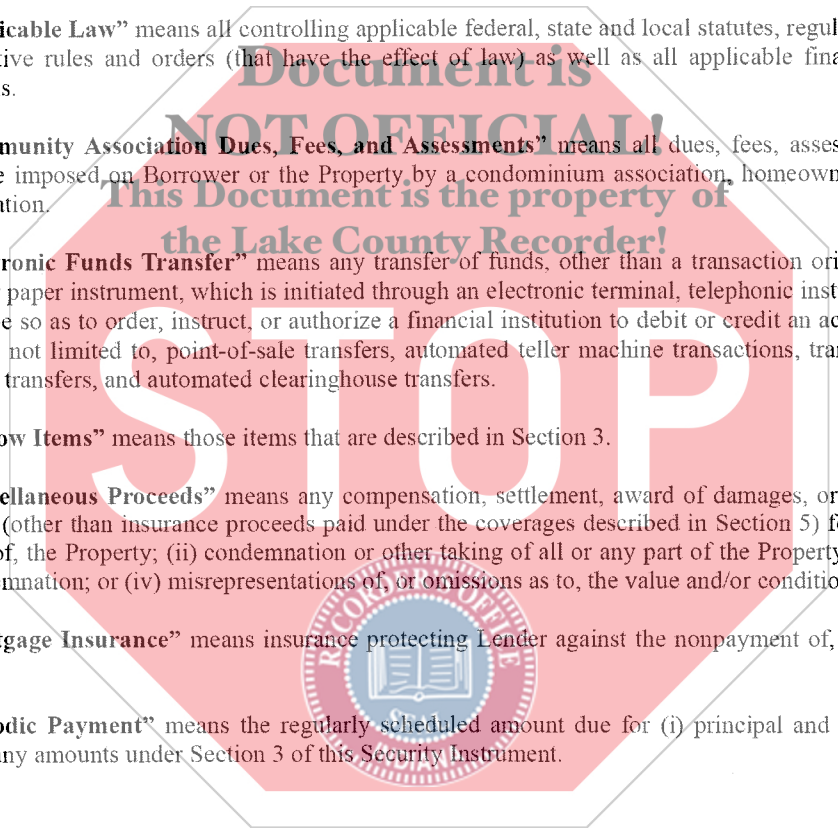 icable Law” means all controlling applicable federal, state and local statutes, regul
tive rules and orders (that have the effect of law) as well as all applicable fina
s.
Document is
NOT OFFICIAL!
munity Association Dues, Fees, and Assessments” means all dues, fees, asses
e imposed on Borrower or the Property by a condominium association, homeown
ation.
This Document is the property of
the Lake County Recorder!
ronic Funds Transfer” means any transfer of funds, other than a transaction ori
paper instrument, which is initiated through an electronic terminal, telephonic inst
e so as to order, instruct, or authorize a financial institution to debit or credit an ac
not limited to, point-of-sale transfers, automated teller machine transactions, tran
transfers, and automated clearinghouse transfers.
STOP
ow Items” means those items that are described in Section 3.
ellaneous Proceeds” means any compensation, settlement, award of damages, or
(other than insurance proceeds paid under the coverages described in Section 5) f
of, the Property; (ii) condemnation or other taking of all or any part of the Property
mnation; or (iv) misrepresentations of, or omissions as to, the value and/or conditio
RECORDER'S OFFICE
gage Insurance” means insurance protecting Lender against the nonpayment of,
SEAL
odic Payment” means the regularly scheduled amount due for (i) principal and
ny amounts under Section 3 of this Security Instrument.
INDIANA